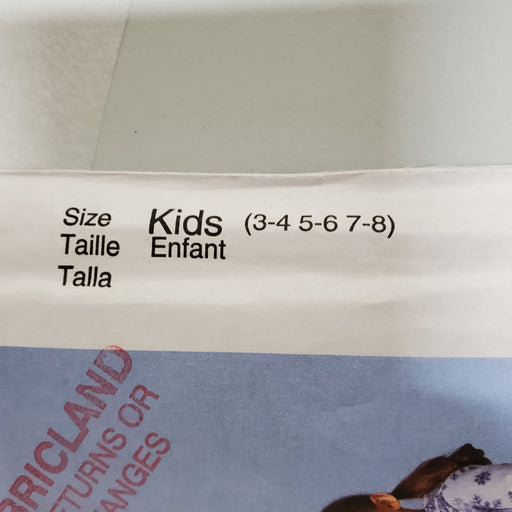 Size Kids (3-4 5-6 7-8)
Taille Enfant
Talla
BRICLAND
ETURNS OR
ANGES